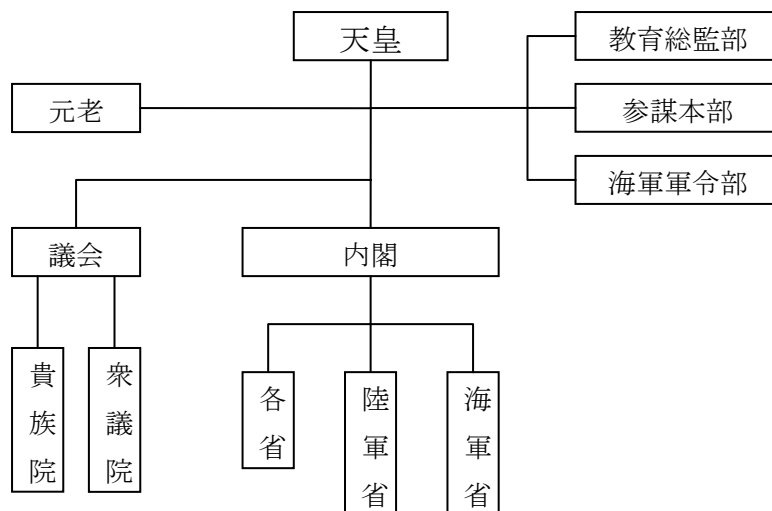 天皇
教育総監部
元老
参謀本部
海軍軍令部
議会
内閣
貴族院
衆議院
各省
陸軍省
海軍省